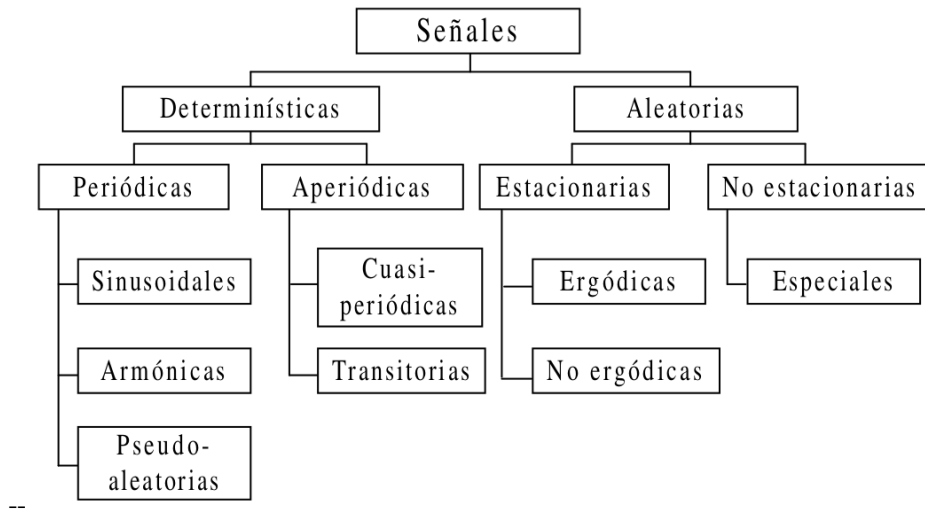 Señales
Determinísticas
Aleatorias
Periódicas
Aperiódicas
Estacionarias
No estacionarias
Sinusoidales
Cuasi-
periódicas
Ergódicas
Especiales
Armónicas
Transitorias
No ergódicas
Pseudo-
aleatorias